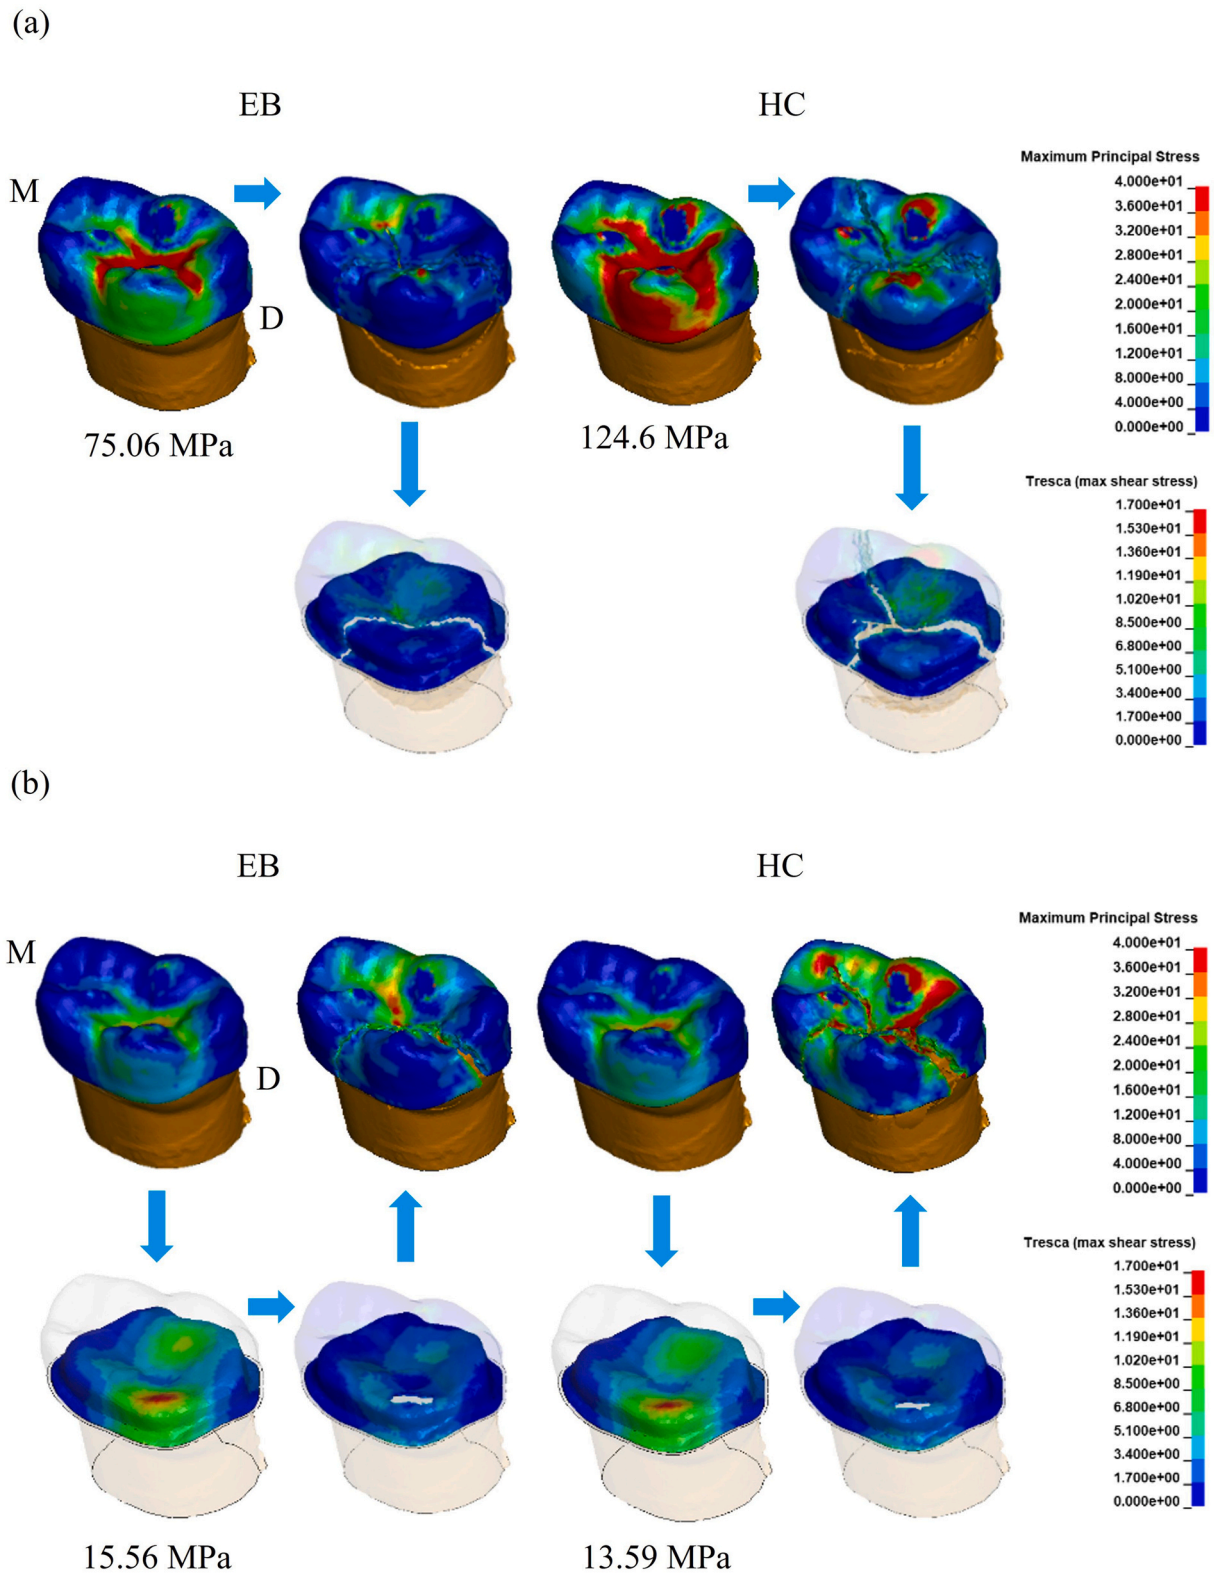 (a)
EB
HC
M
D
75.06 MPa
124.6 MPa
Maximum Principal Stress
4.000e+01
3.600e+01
3.200e+01
2.800e+01
2.400e+01
2.000e+01
1.600e+01
1.200e+01
8.000e+00
4.000e+00
0.000e+00
Tresca (max shear stress)
1.700e+01
1.530e+01
1.360e+01
1.190e+01
1.020e+01
8.500e+00
6.800e+00
5.100e+00
3.400e+00
1.700e+00
0.000e+00
(b)
EB
HC
M
D
Maximum Principal Stress
4.000e+01
3.600e+01
3.200e+01
2.800e+01
2.400e+01
2.000e+01
1.600e+01
1.200e+01
8.000e+00
4.000e+00
0.000e+00
Tresca (max shear stress)
1.700e+01
1.530e+01
1.360e+01
1.190e+01
1.020e+01
8.500e+00
6.800e+00
5.100e+00
3.400e+00
1.700e+00
0.000e+00
15.56 MPa
13.59 MPa